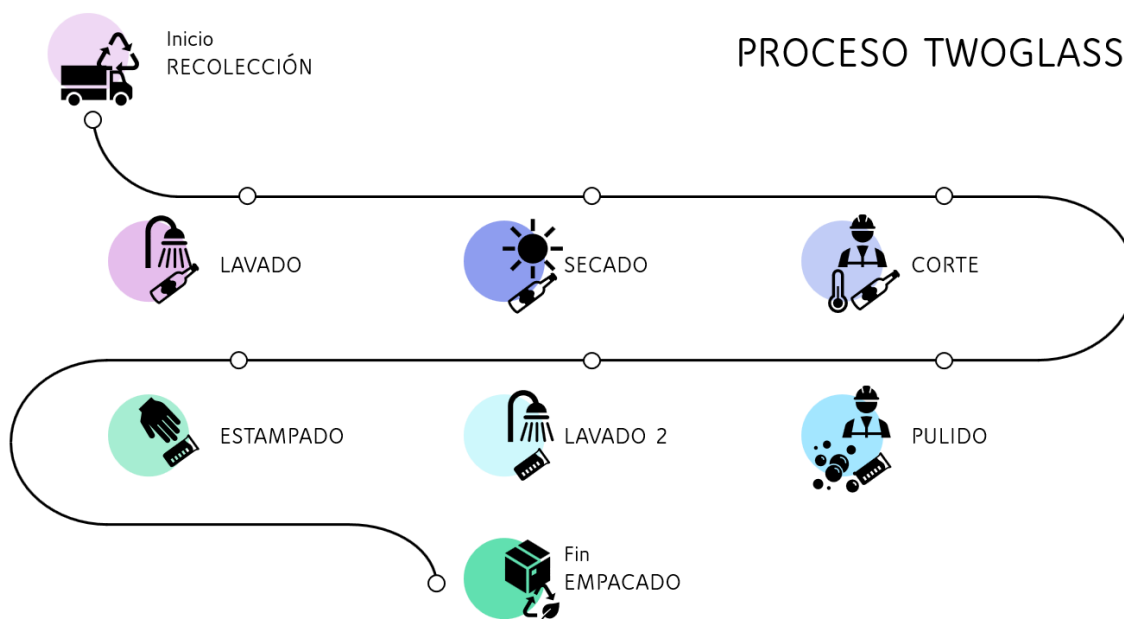 PROCESO TWOGLASS
Inicio
RECOLECCIÓN
LAVADO
SECADO
CORTE
PULIDO
LAVADO 2
ESTAMPADO
Fin
EMPACADO